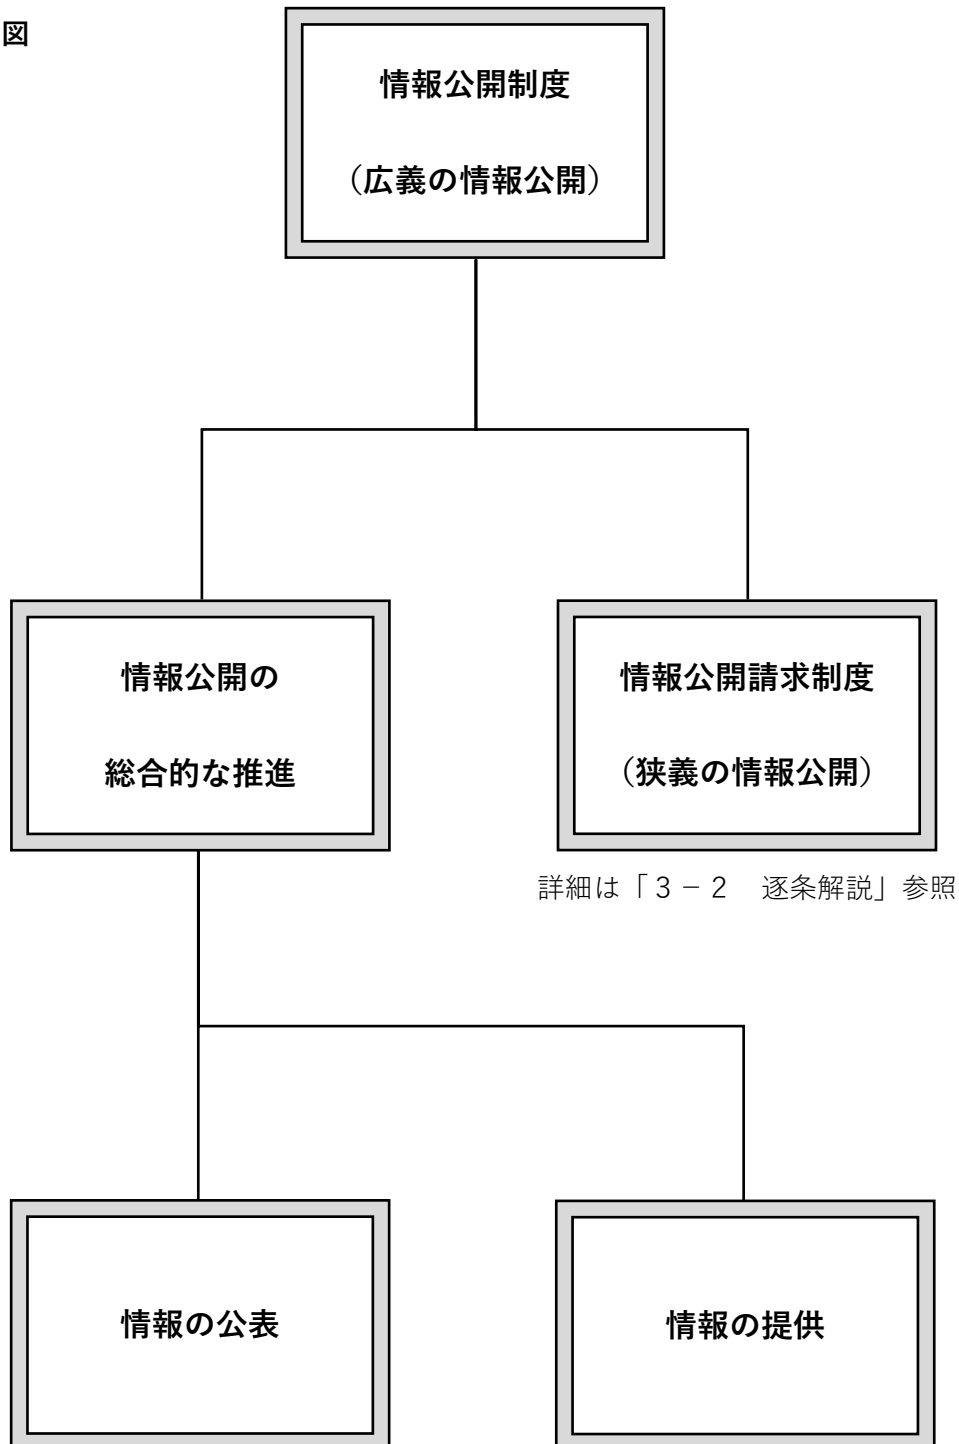 図
情報公開制度
（広義の情報公開）
情報公開の
総合的な推進
情報公開請求制度
（狭義の情報公開）
詳細は「３－２　逐条解説」参照
情報の公表
情報の提供